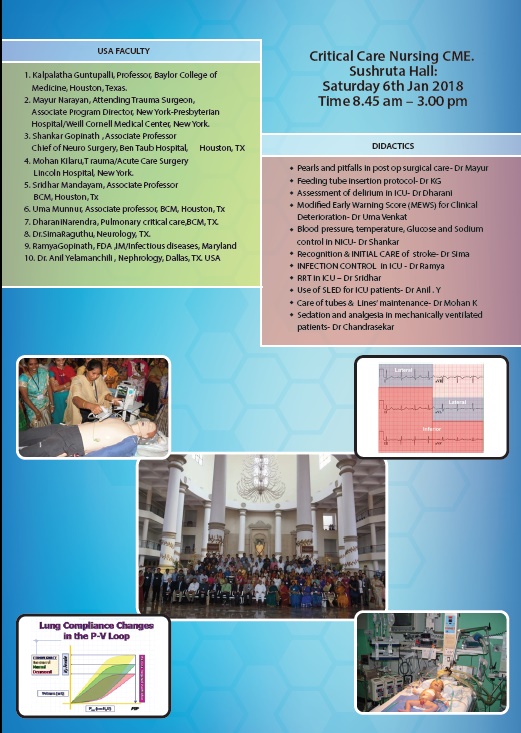 USA FACULTY
1. Kalpalatha Guntupalli, Professor, Baylor College of
Medicine, Houston, Texas.
2. Mayur Narayan, Attending Trauma Surgeon,
Associate Program Director, New York-Presbyterian
Hospital/Weill Cornell Medical Center, New York.
3. Shankar Gopinath , Associate Professor
Chief of Neuro Surgery, Ben Taub Hospital, Houston, TX
4. Mohan Kilaru,T rauma/Acute Care Surgery
Lincoln Hospital, New York.
5. Sridhar Mandayam, Associate Professor
BCM, Houston, Tx
6. Uma Munnur, Associate professor, BCM, Houston, Tx
7. DharaniNarendra, Pulmonary critical care,BCM, TX.
8. Dr.SimaRaguthu, Neurology, TX.
9. RamyaGopinath, FDA ,IM/Infectious diseases, Maryland
10. Dr. Anil Yelamanchili , Nephrology, Dallas, TX. USA
Critical Care Nursing CME.
Sushruta Hall:
Saturday 6th Jan 2018
Time 8.45 am – 3.00 pm
DIDACTICS
• Pearls and pitfalls in post op surgical care- Dr Mayur
• Feeding tube insertion protocol- Dr KG
• Assessment of delirium in ICU- Dr Dharani
• Modified Early Warning Score (MEWS) for Clinical
Deterioration- Dr Uma Venkat
• Blood pressure, temperature, Glucose and Sodium
control in NICU- Dr Shankar
• Recognition & INITIAL CARE of stroke- Dr Sima
• INFECTION CONTROL in ICU - Dr Ramya
• RRT in ICU – Dr Sridhar
• Use of SLED for ICU patients- Dr Anil . Y
• Care of tubes & Lines' maintenance- Dr Mohan K
• Sedation and analgesia in mechanically ventilated
patients- Dr Chandrasekar
Lateral
Lateral
Inferior
Lung Compliance Changes
in the P-V Loop
COMPLIANCE
Increased
Normal
Decreased
Volume (ml)
PIP